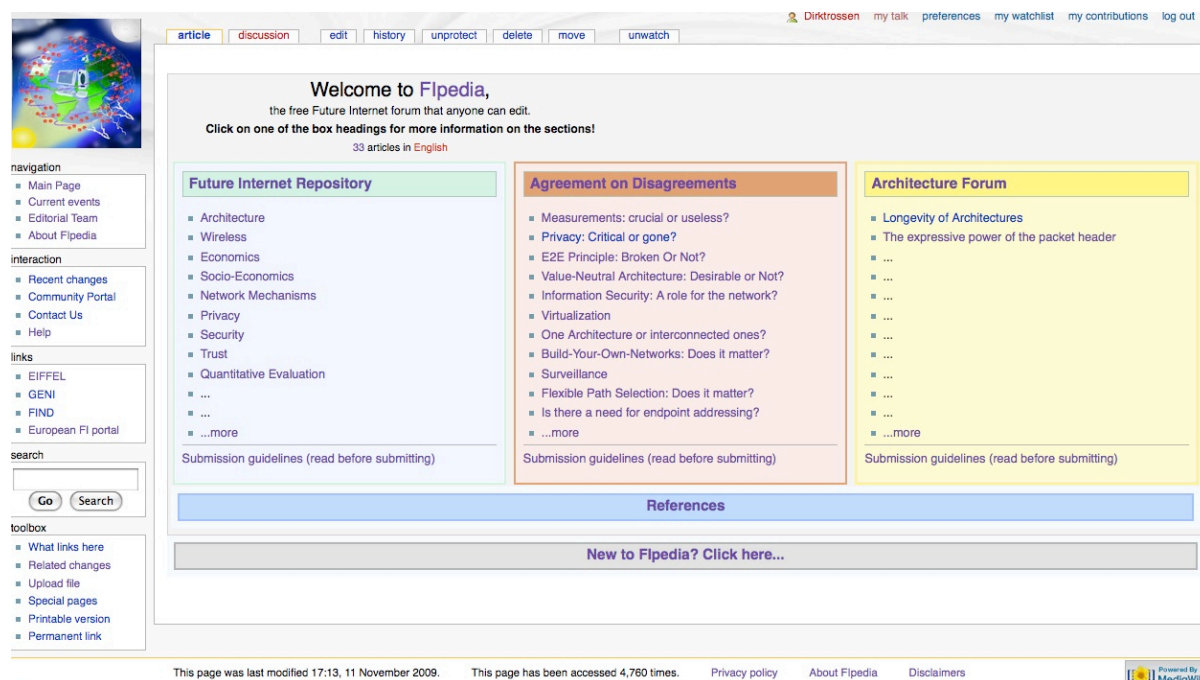 Dirktrossen my talk preferences my watchlist my contributions log out
article discussion edit history unprotect delete move unwatch
Welcome to FIpedia,
the free Future Internet forum that anyone can edit.
Click on one of the box headings for more information on the sections!
33 articles in English
navigation
Main Page
Current events
Editorial Team
About FIpedia
interaction
Recent changes
Community Portal
Contact Us
Help
links
EIFFEL
GENI
FIND
European FI portal
search
Go Search
toolbox
What links here
Related changes
Upload file
Special pages
Printable version
Permanent link
Future Internet Repository
Architecture
Wireless
Economics
Socio-Economics
Network Mechanisms
Privacy
Security
Trust
Quantitative Evaluation
...
...
...more
Submission guidelines (read before submitting)
Agreement on Disagreements
Measurements: crucial or useless?
Privacy: Critical or gone?
E2E Principle: Broken Or Not?
Value-Neutral Architecture: Desirable or Not?
Information Security: A role for the network?
Virtualization
One Architecture or interconnected ones?
Build-Your-Own-Networks: Does it matter?
Surveillance
Flexible Path Selection: Does it matter?
Is there a need for endpoint addressing?
...more
Submission guidelines (read before submitting)
Architecture Forum
Longevity of Architectures
The expressive power of the packet header
...
...
...
...
...
...
...
...
...
...more
Submission guidelines (read before submitting)
References
New to FIpedia? Click here...
This page was last modified 17:13, 11 November 2009. This page has been accessed 4,760 times. Privacy policy About FIpedia Disclaimers
Powered By